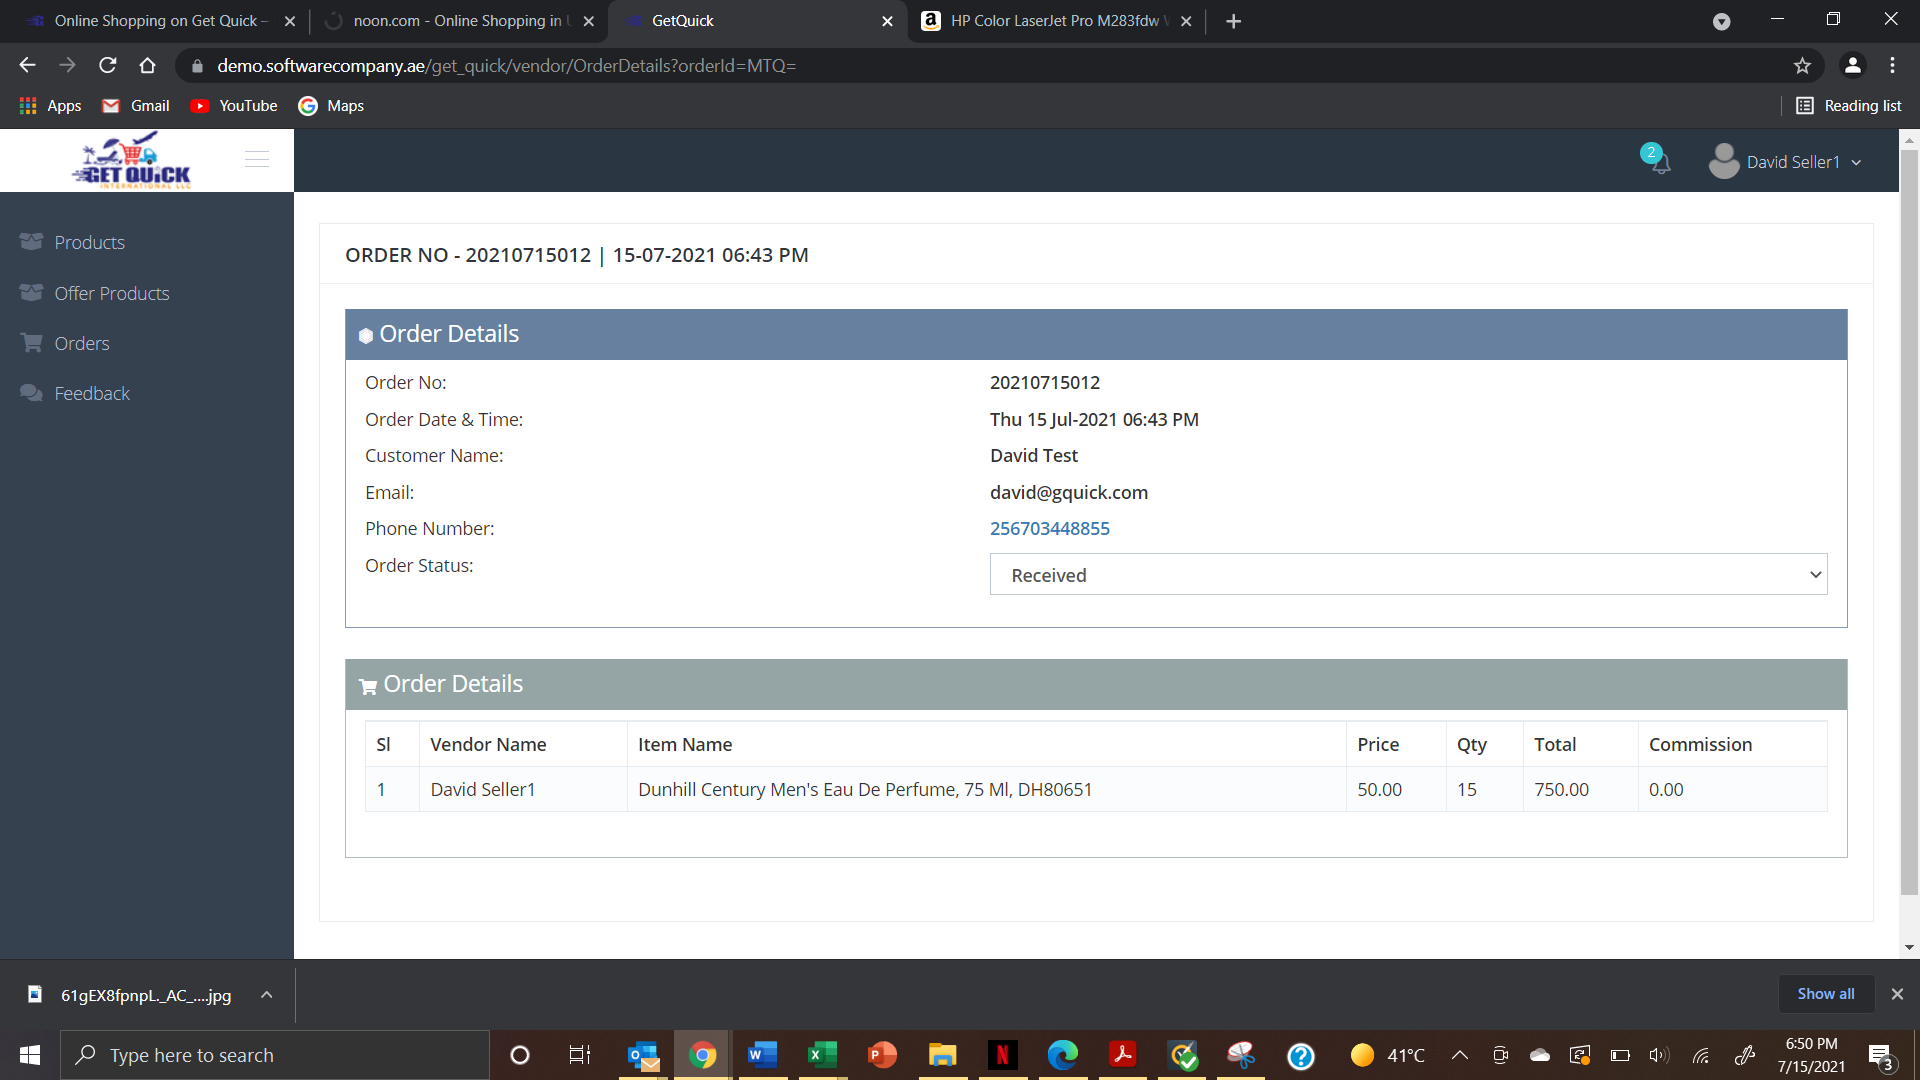 Online Shopping on Get Quick –
noon.com - Online Shopping in
GetQuick
HP Color LaserJet Pro M283fdw
demo.softwarecompany.ae/get_quick/vendor/OrderDetails?orderId=MTQ=
Apps
Gmail
YouTube
Maps
Reading list
GET QUICK
INTERNATIONAL LLC
2
David Seller1
Products
Offer Products
Orders
Feedback
ORDER NO - 20210715012 | 15-07-2021 06:43 PM
Order Details
Order No: 20210715012
Order Date & Time: Thu 15 Jul-2021 06:43 PM
Customer Name: David Test
Email: david@gquick.com
Phone Number: 256703448855
Order Status: Received
Order Details
Sl Vendor Name Item Name Price Qty Total Commission
1 David Seller1 Dunhill Century Men's Eau De Perfume, 75 Ml, DH80651 50.00 15 750.00 0.00
61gEX8fpnpL._AC_....jpg
Show all
Type here to search
41°C
6:50 PM
7/15/2021
3